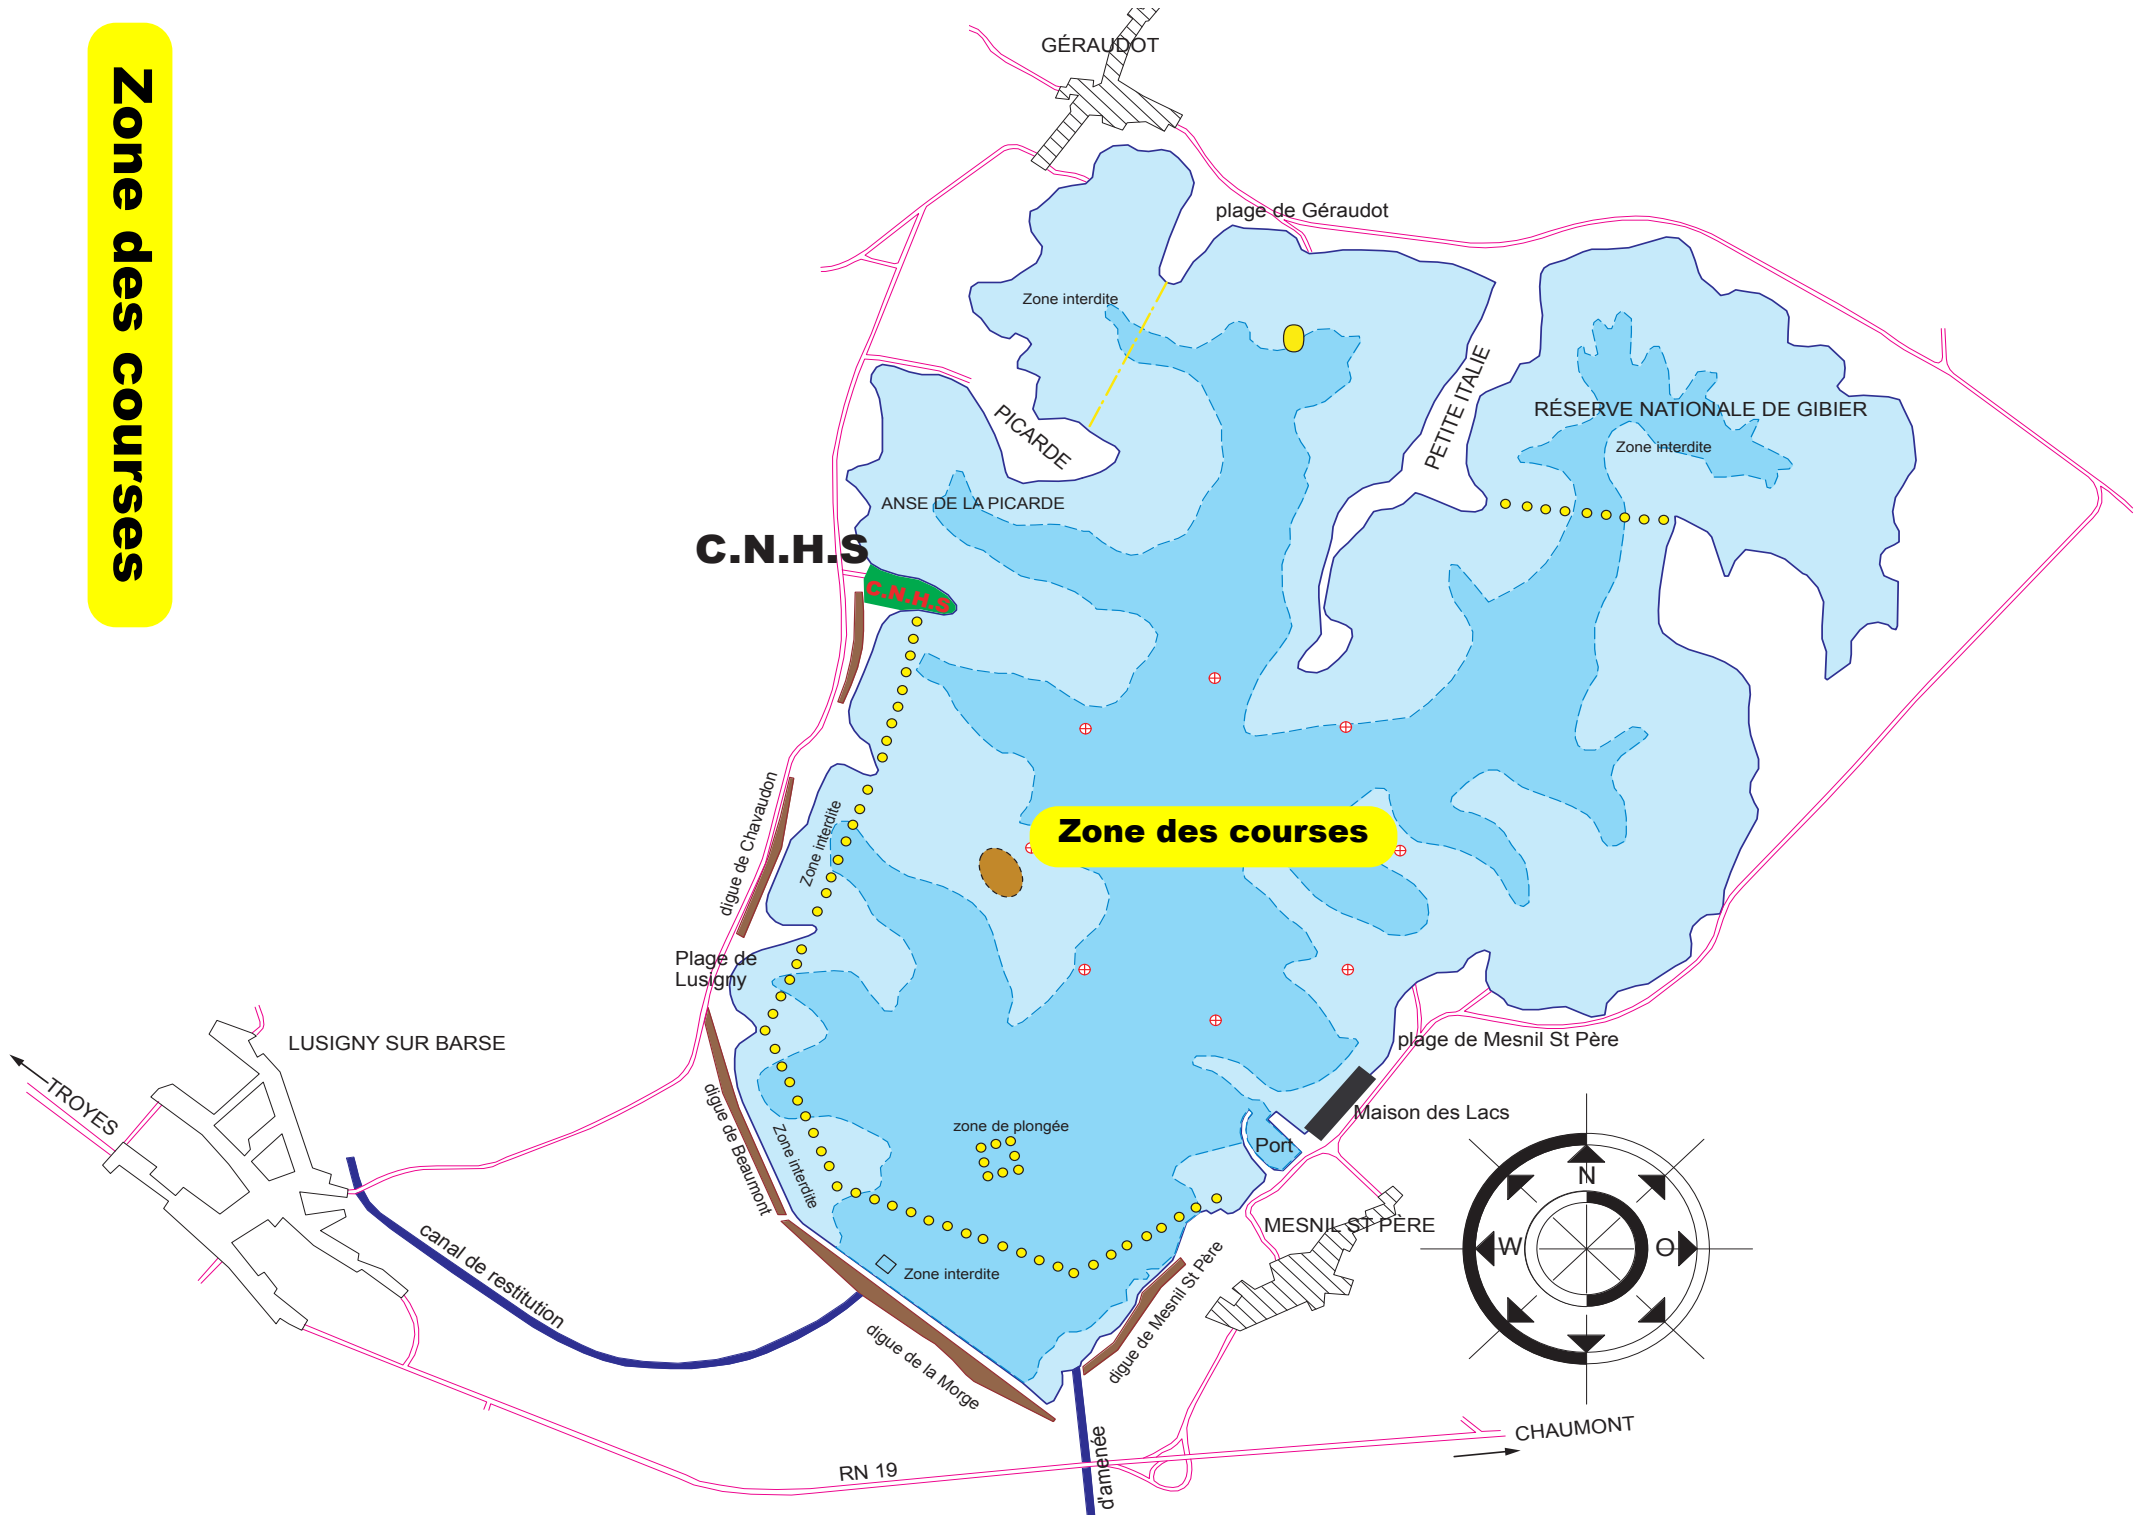 Zone des courses
GÉRAUDOT
plage de Géraudot
Zone interdite
PETITE ITALIE
PICARDE
RÉSERVE NATIONALE DE GIBIER
Zone interdite
ANSE DE LA PICARDE
C.N.H.S
C.N.H.S
digue de Chavaudon
Zone interdite
Zone des courses
Plage de
Lusigny
LUSIGNY SUR BARSE
TROYES
plage de Mesnil St Père
Maison des Lacs
Port
zone de plongée
digue de Beaumont
Zone interdite
MESNIL ST PÈRE
N
W
O
canal de restitution
Zone interdite
digue de Mesnil St Père
digue de la Morge
CHAUMONT
RN 19
d'amenée